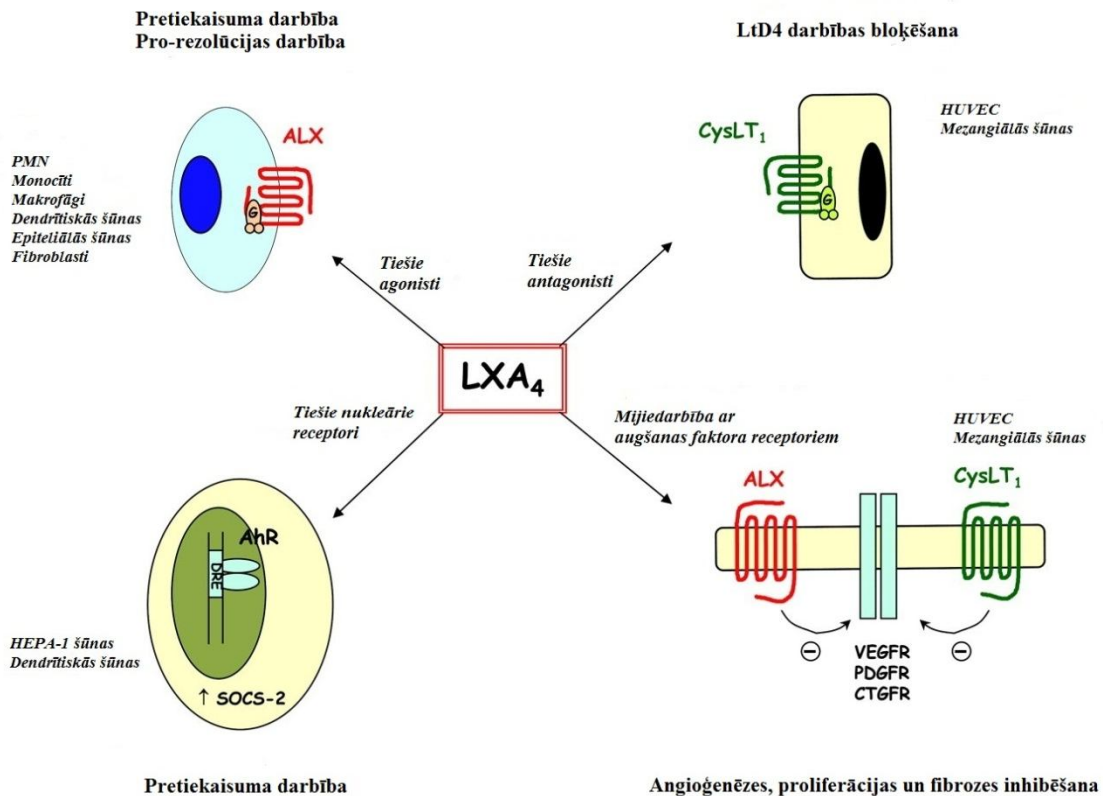 Pretiekaisuma darbība
Pro-rezolūcijas darbība
LtD4 darbības bloķēšana
ALX
G
PMN
Monocīti
Makrofāgi
Dendrītiskās šūnas
Epiteliālās šūnas
Fibroblasti
CysLT₁
G
HUVEC
Mezangiālās šūnas
Tiešie
agonisti
Tiešie
antagonisti
LXA₄
Tiešie nukleārie
receptori
Mijiedarbība ar
augšanas faktora receptoriem
HUVEC
Mezangiālās šūnas
AhR
DRE
HEPA-1 šūnas
Dendrītiskās šūnas
↑ SOCS-2
ALX
CysLT₁
⊖
⊖
VEGFR
PDGFR
CTGFR
Pretiekaisuma darbība
Angioģenēzes, proliferācijas un fibrozes inhibēšana